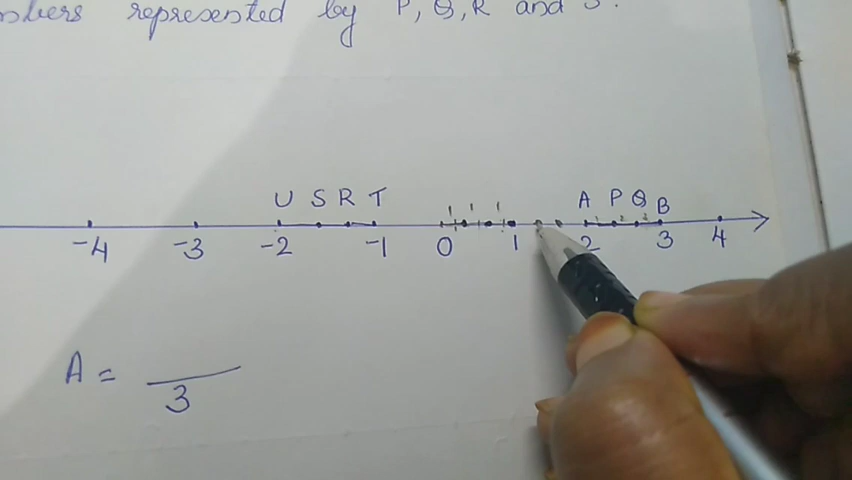 represented by P, Q, R and S.
U S R T A P Q B
-4 -3 -2 -1 0 1 2 3 4
A = 
3